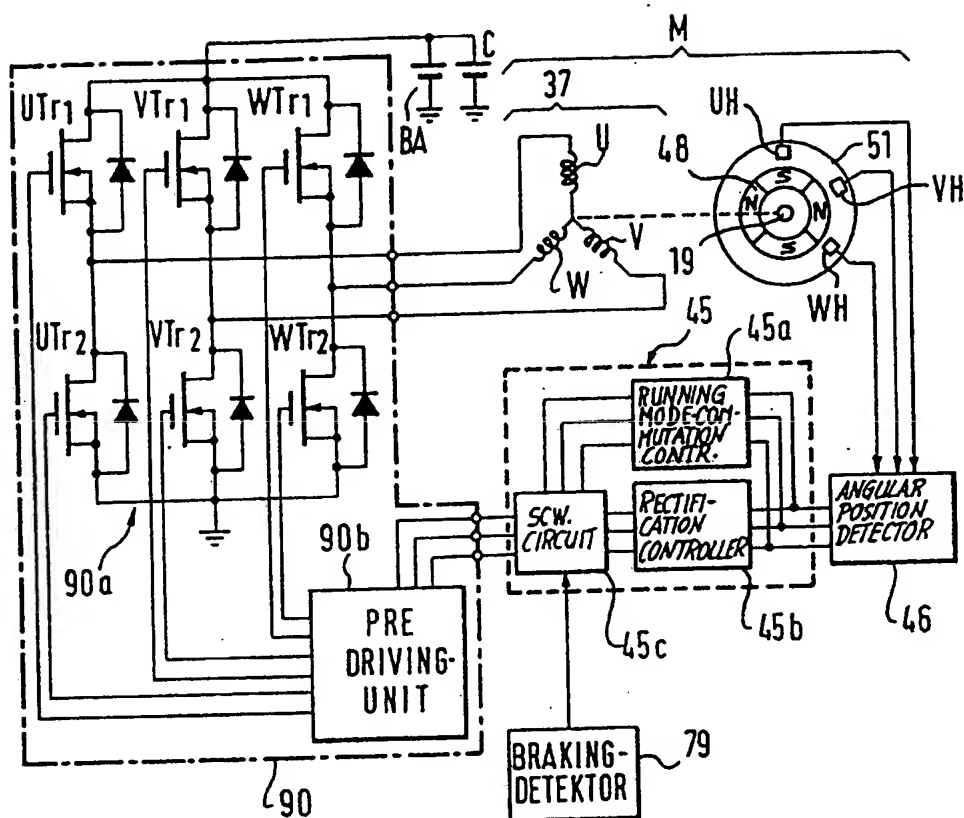 M
C
37
UTr1
VTr1
WTr1
BA
UH
48
51
U
S
N
N
S
VH
V
W
19
WH
UTr2
VTr2
WTr2
45
45a
RUNNING
MODE-COM-
MUTATION
CONTR.
SCW.
CIRCUIT
RECTIFI-
CATION
CONTROLLER
ANGULAR
POSITION
DETECTOR
90a
90b
PRE
DRIVING-
UNIT
45c
45b
46
BRAKING-
DETEKTOR
79
90